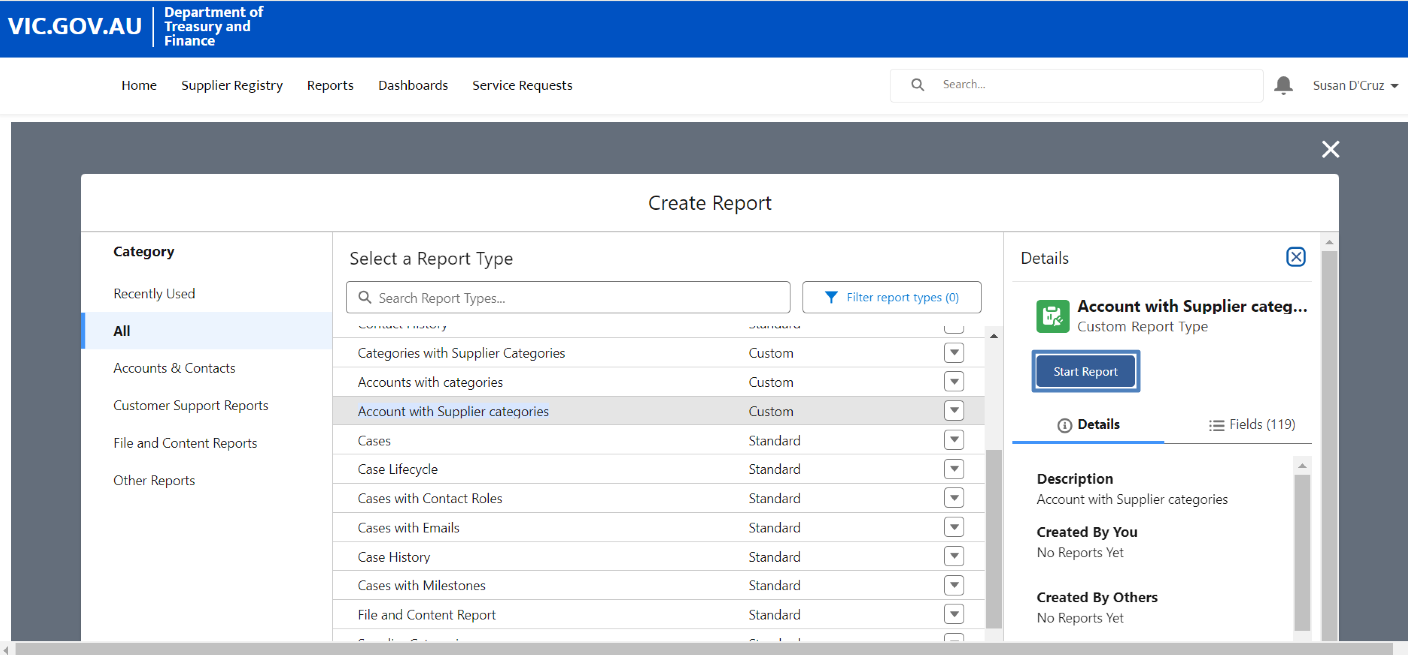 VIC.GOV.AU
Department of
Treasury and
Finance
Home Supplier Registry Reports Dashboards Service Requests
Search...
Susan D'Cruz
Create Report
Category
Recently Used
All
Accounts & Contacts
Customer Support Reports
File and Content Reports
Other Reports
Select a Report Type
Search Report Types...
Filter report types (0)
Contact History Standard
Categories with Supplier Categories Custom
Accounts with categories Custom
Account with Supplier categories Custom
Cases Standard
Case Lifecycle Standard
Cases with Contact Roles Standard
Cases with Emails Standard
Case History Standard
Cases with Milestones Standard
File and Content Report Standard
Details
Account with Supplier categ...
Custom Report Type
Start Report
Details Fields (119)
Description
Account with Supplier categories
Created By You
No Reports Yet
Created By Others
No Reports Yet